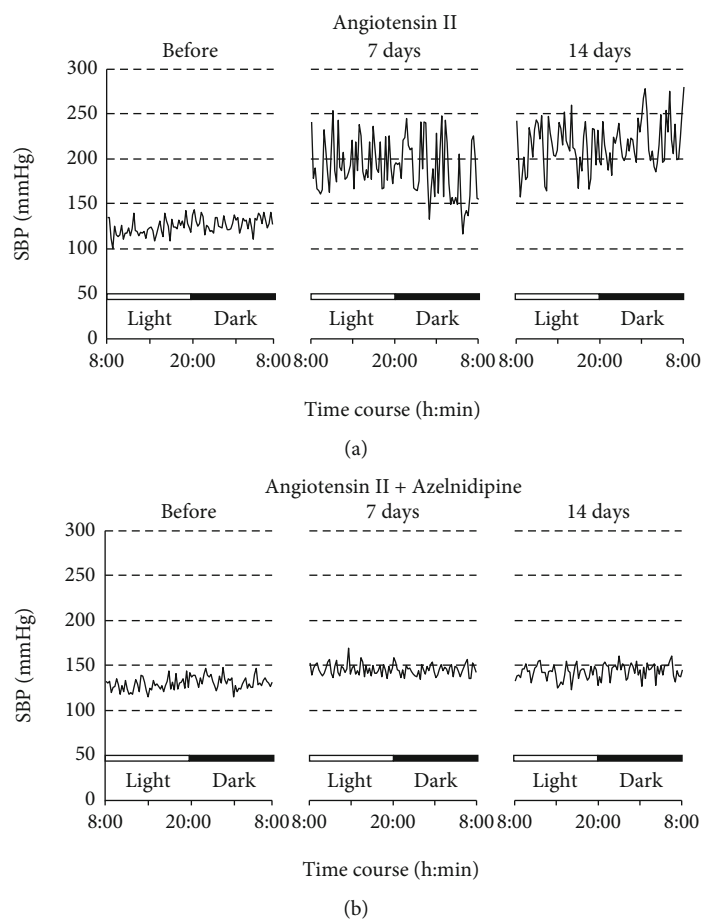 Angiotensin II
Before 7 days 14 days
300
250
200
150
100
50
0
SBP (mmHg)
Light Dark Light Dark Light Dark
8:00 20:00 8:00 8:00 20:00 8:00 8:00 20:00 8:00
Time course (h:min)
(a)
Angiotensin II + Azelnidipine
Before 7 days 14 days
300
250
200
150
100
50
0
SBP (mmHg)
Light Dark Light Dark Light Dark
8:00 20:00 8:00 8:00 20:00 8:00 8:00 20:00 8:00
Time course (h:min)
(b)